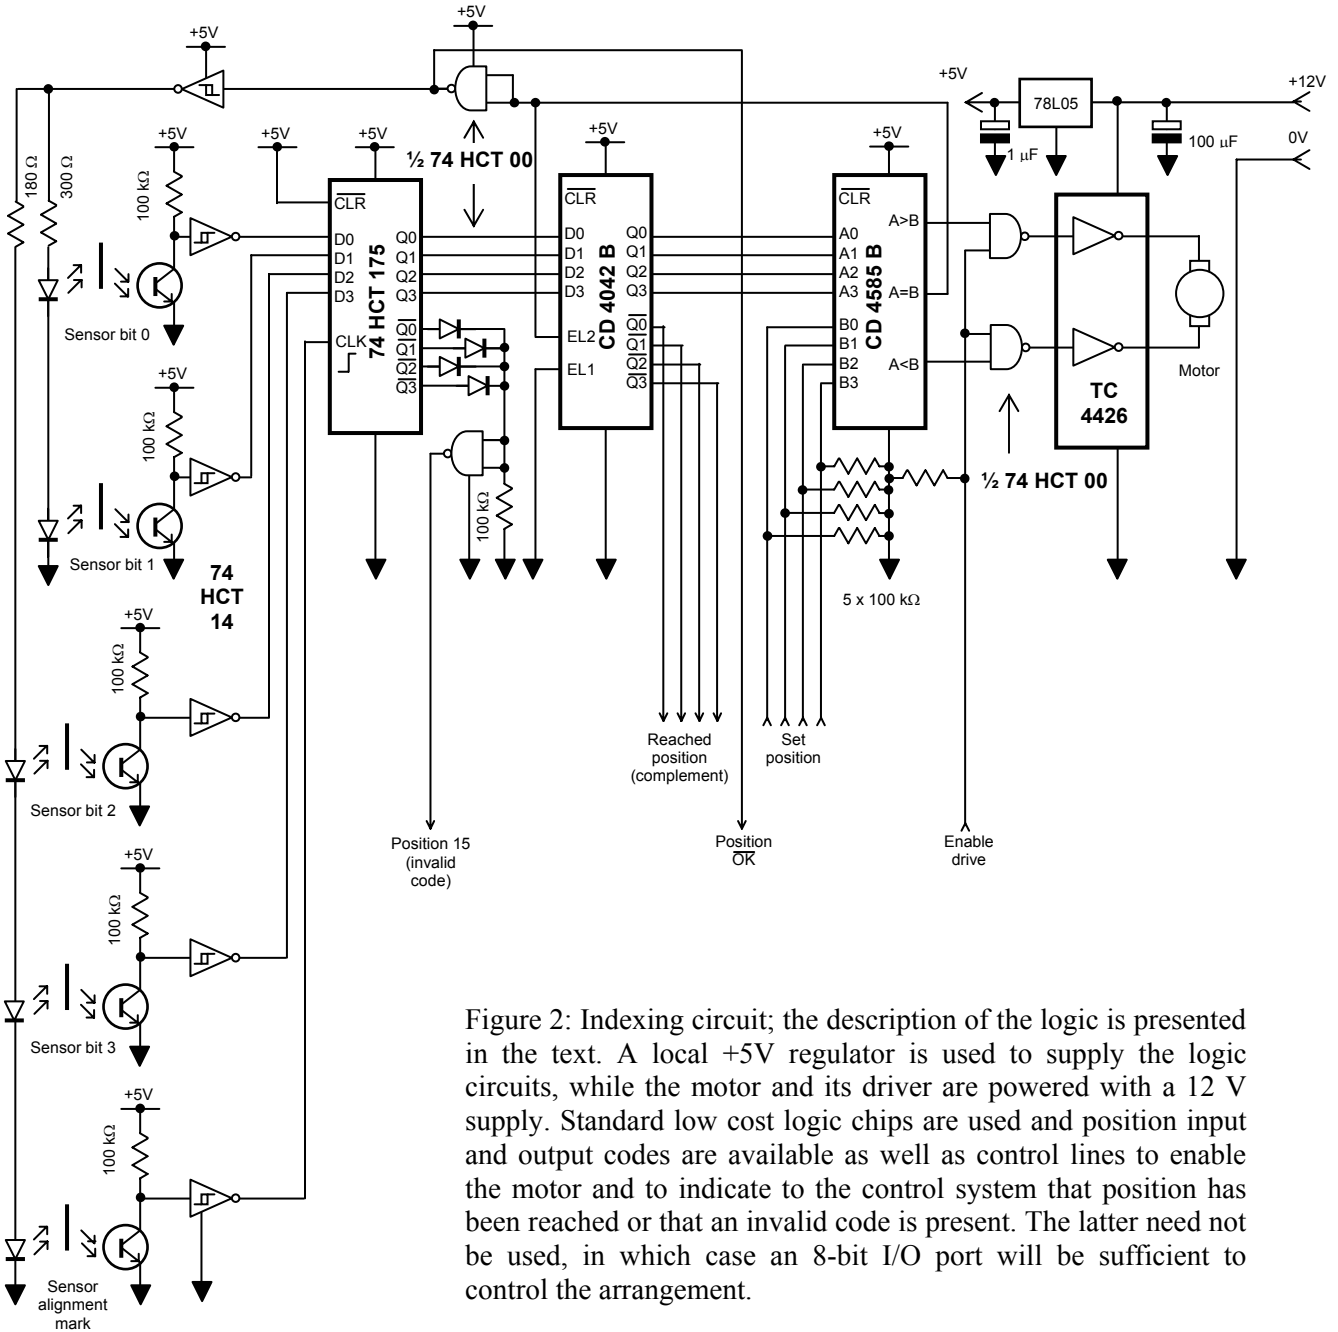 +5V
+5V
+5V
+12V
78L05
0V
1 µF
100 µF
180 Ω
300 Ω
+5V
+5V
+5V
½ 74 HCT 00
+5V
+5V
100 kΩ
CLR
D0
D1
D2
D3
CLK
Q0
Q1
Q2
Q3
Q0
Q1
Q2
Q3
74 HCT 175
CLR
D0
D1
D2
D3
EL2
EL1
Q0
Q1
Q2
Q3
Q0
Q1
Q2
Q3
CD 4042 B
CLR
A0
A1
A2
A3
B0
B1
B2
B3
A>B
A=B
A<B
CD 4585 B
TC
4426
Motor
Sensor bit 0
+5V
100 kΩ
Sensor bit 1
74
HCT
14
100 kΩ
½ 74 HCT 00
5 x 100 kΩ
+5V
100 kΩ
Sensor bit 2
Reached
position
(complement)
Set
position
Position 15
(invalid
code)
Position
OK
Enable
drive
+5V
100 kΩ
Sensor bit 3
+5V
100 kΩ
Sensor
alignment
mark
Figure 2: Indexing circuit; the description of the logic is presented
in the text. A local +5V regulator is used to supply the logic
circuits, while the motor and its driver are powered with a 12 V
supply. Standard low cost logic chips are used and position input
and output codes are available as well as control lines to enable
the motor and to indicate to the control system that position has
been reached or that an invalid code is present. The latter need not
be used, in which case an 8-bit I/O port will be sufficient to
control the arrangement.